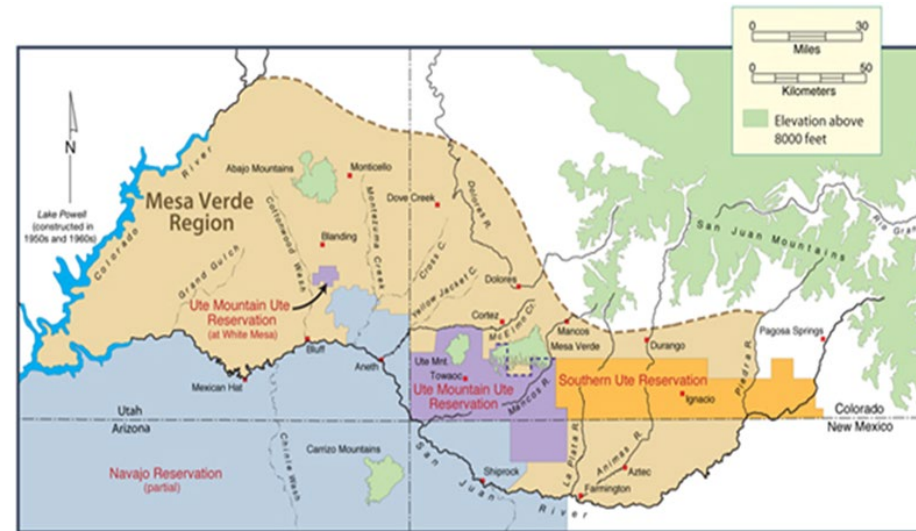 0 30
Miles
0 50
Kilometers
Elevation above
8000 feet
N
Lake Powell
(constructed in
1950s and 1960s)
Colorado River
Mesa Verde
Region
Abajo Mountains
Monticello
Dove Creek
Dolores R.
Cottonwood Wash
Montezuma Creek
Blanding
Cross C.
Grand Gulch
Yellow Jacket C.
Dolores
San Juan Mountains
Ute Mountain Ute
Reservation
(at White Mesa)
Cortez
McElmo Cr.
Mancos
Mesa Verde
Durango
Piedra R.
Pagosa Springs
Bluff
Aneth
Ute Mnt.
Towaoc
Ute Mountain Ute
Reservation
Mancos R.
Southern Ute Reservation
Ignacio
Mexican Hat
Utah
Arizona
Colorado
New Mexico
Navajo Reservation
(partial)
Chinle Wash
Carrizo Mountains
Shiprock
San Juan River
La Plata R.
Animas R.
Aztec
Farmington